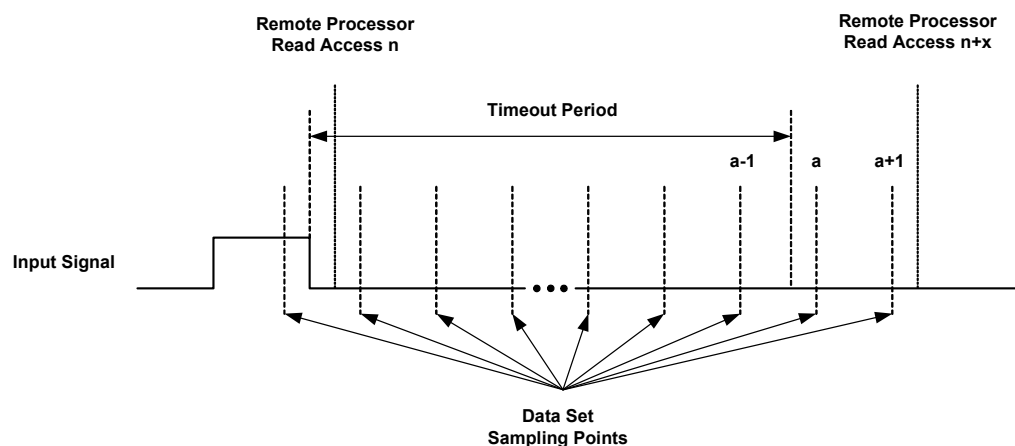 Remote Processor
Read Access n
Remote Processor
Read Access n+x
Timeout Period
a-1
a
a+1
Input Signal
Data Set
Sampling Points